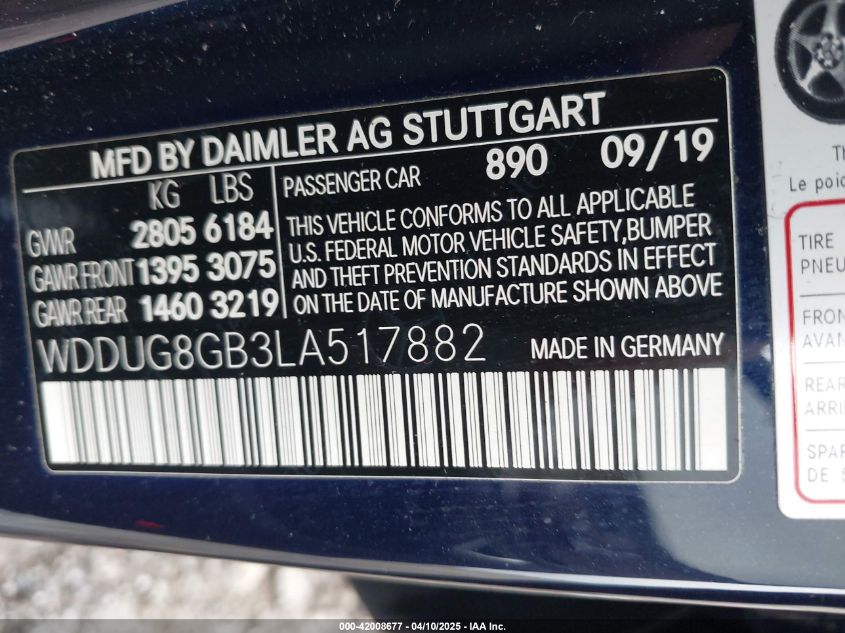 MFD BY DAIMLER AG STUTTGART
KG LBS
PASSENGER CAR 890 09/19
GVWR 2805 6184
GAWR FRONT 1395 3075
GAWR REAR 1460 3219
THIS VEHICLE CONFORMS TO ALL APPLICABLE
U.S. FEDERAL MOTOR VEHICLE SAFETY,BUMPER
AND THEFT PREVENTION STANDARDS IN EFFECT
ON THE DATE OF MANUFACTURE SHOWN ABOVE
WDDUG8GB3LA517882 MADE IN GERMANY
Le
TIRE
FRON
AVAN
REAR
ARRI
SPAR
DE
000-42008677 - 04/10/2025 - IAA Inc.